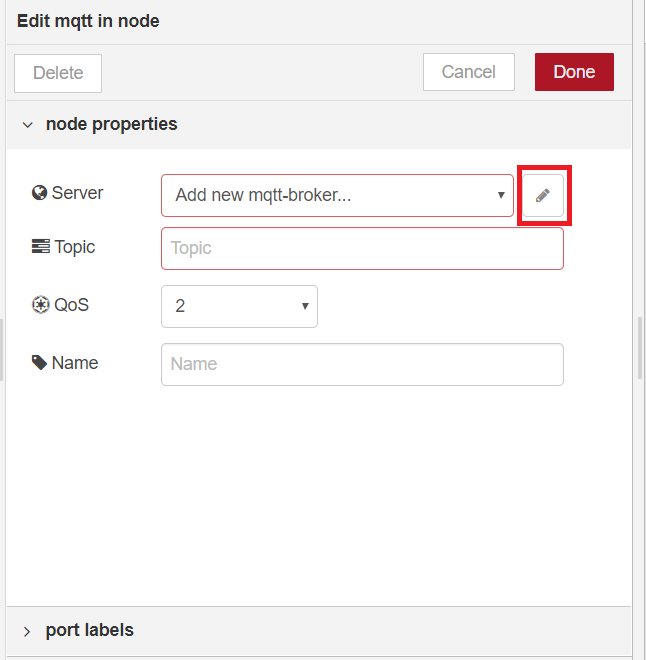 Edit mqtt in node
Delete
Cancel
Done
node properties
Server
Add new mqtt-broker...
Topic
Topic
QoS
2
Name
Name
port labels